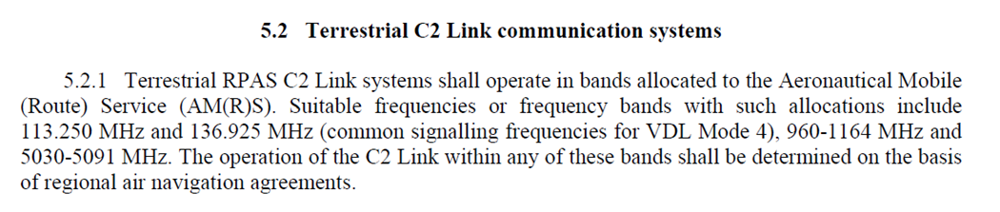 5.2 Terrestrial C2 Link communication systems
5.2.1 Terrestrial RPAS C2 Link systems shall operate in bands allocated to the Aeronautical Mobile
(Route) Service (AM(R)S). Suitable frequencies or frequency bands with such allocations include
113.250 MHz and 136.925 MHz (common signalling frequencies for VDL Mode 4), 960-1164 MHz and
5030-5091 MHz. The operation of the C2 Link within any of these bands shall be determined on the basis
of regional air navigation agreements.